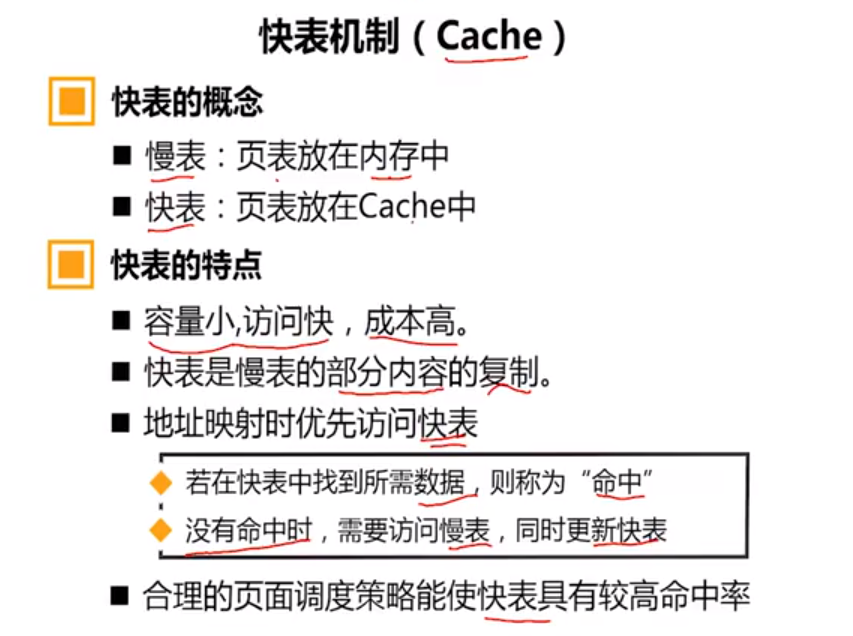 快表机制（Cache）
快表的概念
慢表：页表放在内存中
快表：页表放在Cache中
快表的特点
容量小,访问快，成本高。
快表是慢表的部分内容的复制。
地址映射时优先访问快表
若在快表中找到所需数据，则称为“命中”
没有命中时，需要访问慢表，同时更新快表
合理的页面调度策略能使快表具有较高命中率